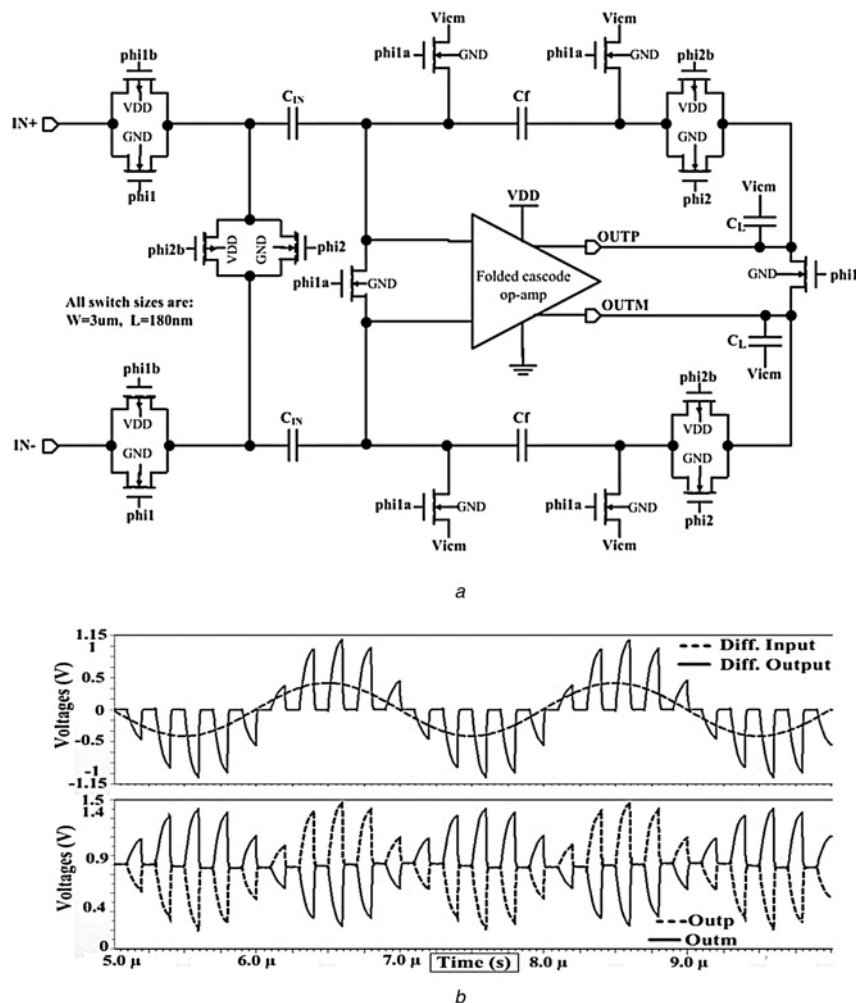 Vicm Vicm
phi1b phi1a GND phi1a GND phi2b
VDD C_IN Cf VDD
IN+ GND GND
phi1 VDD phi2 Vicm
phi2b VDD GND phi2 OUTP C_L
phi1a GND Folded cascode GND phi1
All switch sizes are: op-amp
W=3um, L=180nm OUTM
C_L
phi1b Vicm
phi2b
VDD C_IN Cf VDD
IN- GND GND
phi1 phi1a GND phi1a GND phi2
Vicm Vicm
a
1.15
1
0.5
0
-0.5
-1
-1.15
Voltages (V)
Diff. Input
Diff. Output
1.5
1.4
0.9
0.4
0
Voltages (V)
Outp
Outm
5.0 μ 6.0 μ 7.0 μ Time (s) 8.0 μ 9.0 μ
b